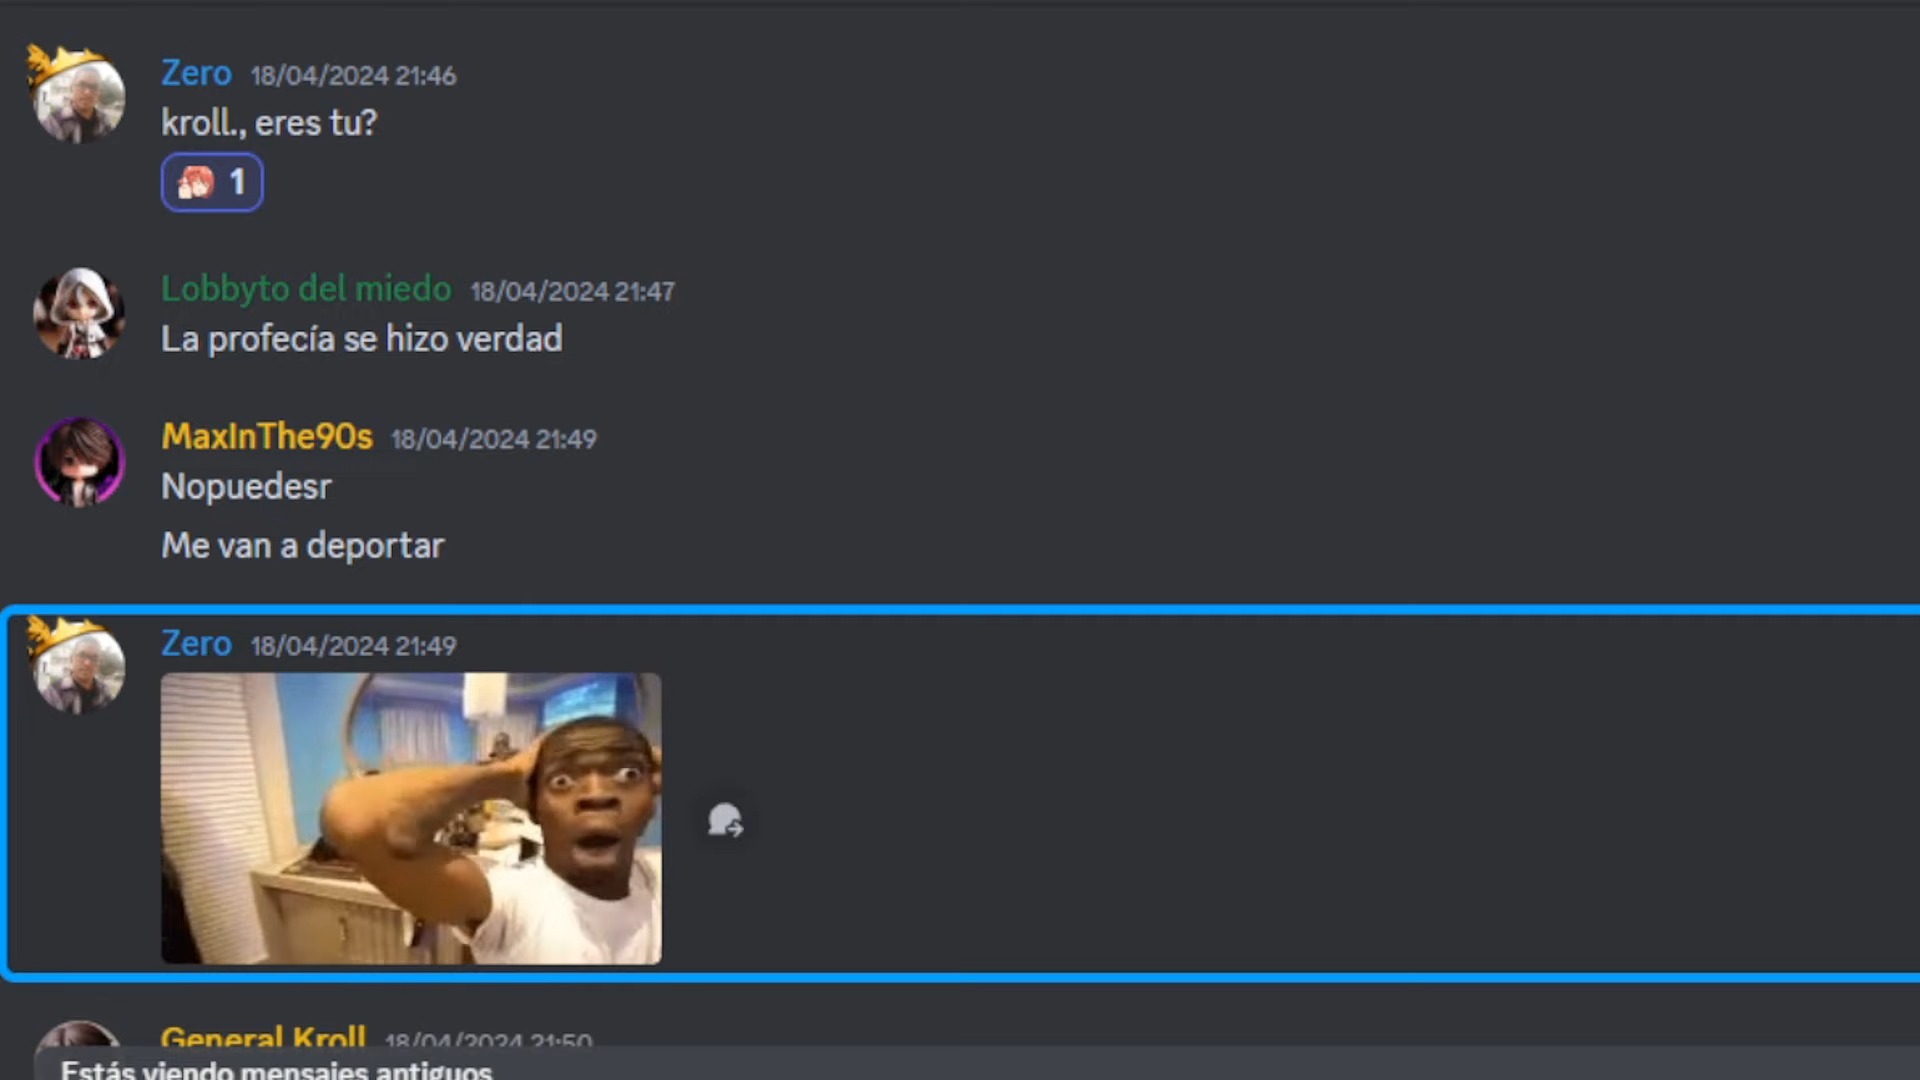 Zero 18/04/2024 21:46
kroll., eres tu?
1
Lobbyto del miedo 18/04/2024 21:47
La profecía se hizo verdad
MaxInThe90s 18/04/2024 21:49
Nopuedesr
Me van a deportar
Zero 18/04/2024 21:49
General Kroll 18/04/2024 21:50
Estás viendo mensajes antiguos